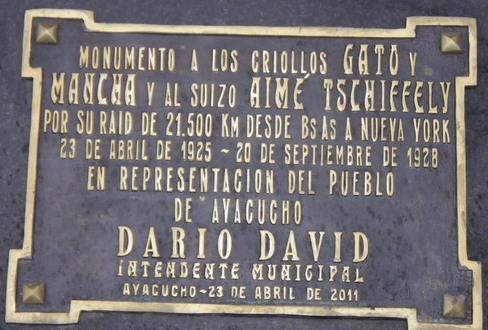 MONUMENTO A LOS CRIOLLOS GATO Y
MANCHA Y AL SUIZO AIMÉ TSCHIFFELY
POR SU RAID DE 21.500 KM DESDE BS AS A NUEVA YORK
23 DE ABRIL DE 1925 ~ 20 DE SEPTIEMBRE DE 1928
EN REPRESENTACION DEL PUEBLO
DE AYACUCHO
DARIO DAVID
INTENDENTE MUNICIPAL
AYACUCHO~23 DE ABRIL DE 2011